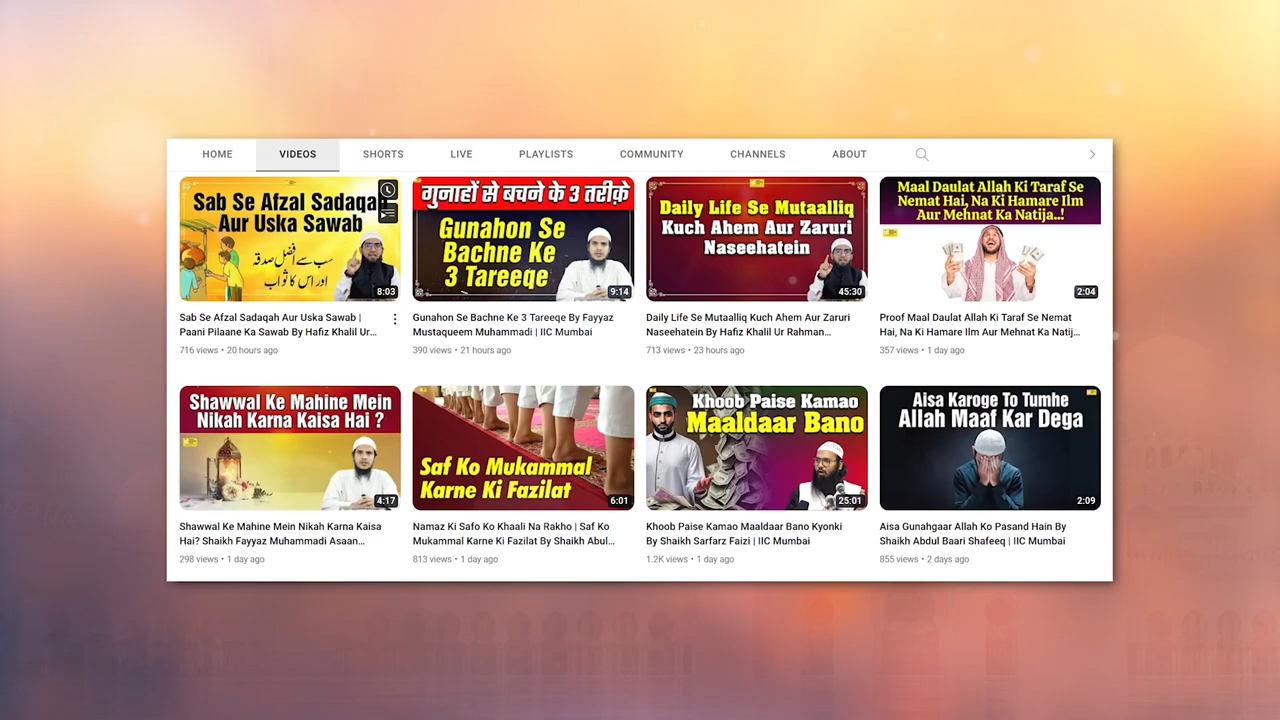 HOME VIDEOS SHORTS LIVE PLAYLISTS COMMUNITY CHANNELS ABOUT
Sab Se Afzal Sadaqah
Aur Uska Sawab
سب سے افضل صدقہ
اور اس کا ثواب
8:03
गुनाहों से बचने के 3 तरीक़े
Gunahon Se
Bachne Ke
3 Tareeqe
9:14
Daily Life Se Mutaalliq
Kuch Ahem Aur Zaruri
Naseehatein
45:30
Maal Daulat Allah Ki Taraf Se
Nemat Hai, Na Ki Hamare Ilm
Aur Mehnat Ka Natija..!
2:04
Sab Se Afzal Sadaqah Aur Uska Sawab |
Paani Pilaane Ka Sawab By Hafiz Khalil Ur...
716 views • 20 hours ago
Gunahon Se Bachne Ke 3 Tareeqe By Fayyaz
Mustaqueem Muhammadi | IIC Mumbai
390 views • 21 hours ago
Daily Life Se Mutaalliq Kuch Ahem Aur Zaruri
Naseehatein By Hafiz Khalil Ur Rahman...
713 views • 23 hours ago
Proof Maal Daulat Allah Ki Taraf Se Nemat
Hai, Na Ki Hamare Ilm Aur Mehnat Ka Natij...
357 views • 1 day ago
Shawwal Ke Mahine Mein
Nikah Karna Kaisa Hai ?
4:17
Saf Ko Mukammal
Karne Ki Fazilat
6:01
Khoob Paise Kamao
Maaldaar Bano
25:01
Aisa Karoge To Tumhe
Allah Maaf Kar Dega
2:09
Shawwal Ke Mahine Mein Nikah Karna Kaisa
Hai? Shaikh Fayyaz Muhammadi Asaan...
298 views • 1 day ago
Namaz Ki Safo Ko Khaali Na Rakho | Saf Ko
Mukammal Karne Ki Fazilat By Shaikh Abul...
813 views • 1 day ago
Khoob Paise Kamao Maaldaar Bano Kyonki
By Shaikh Sarfarz Faizi | IIC Mumbai
1.2K views • 1 day ago
Aisa Gunahgaar Allah Ko Pasand Hain By
Shaikh Abdul Baari Shafeeq | IIC Mumbai
855 views • 2 days ago